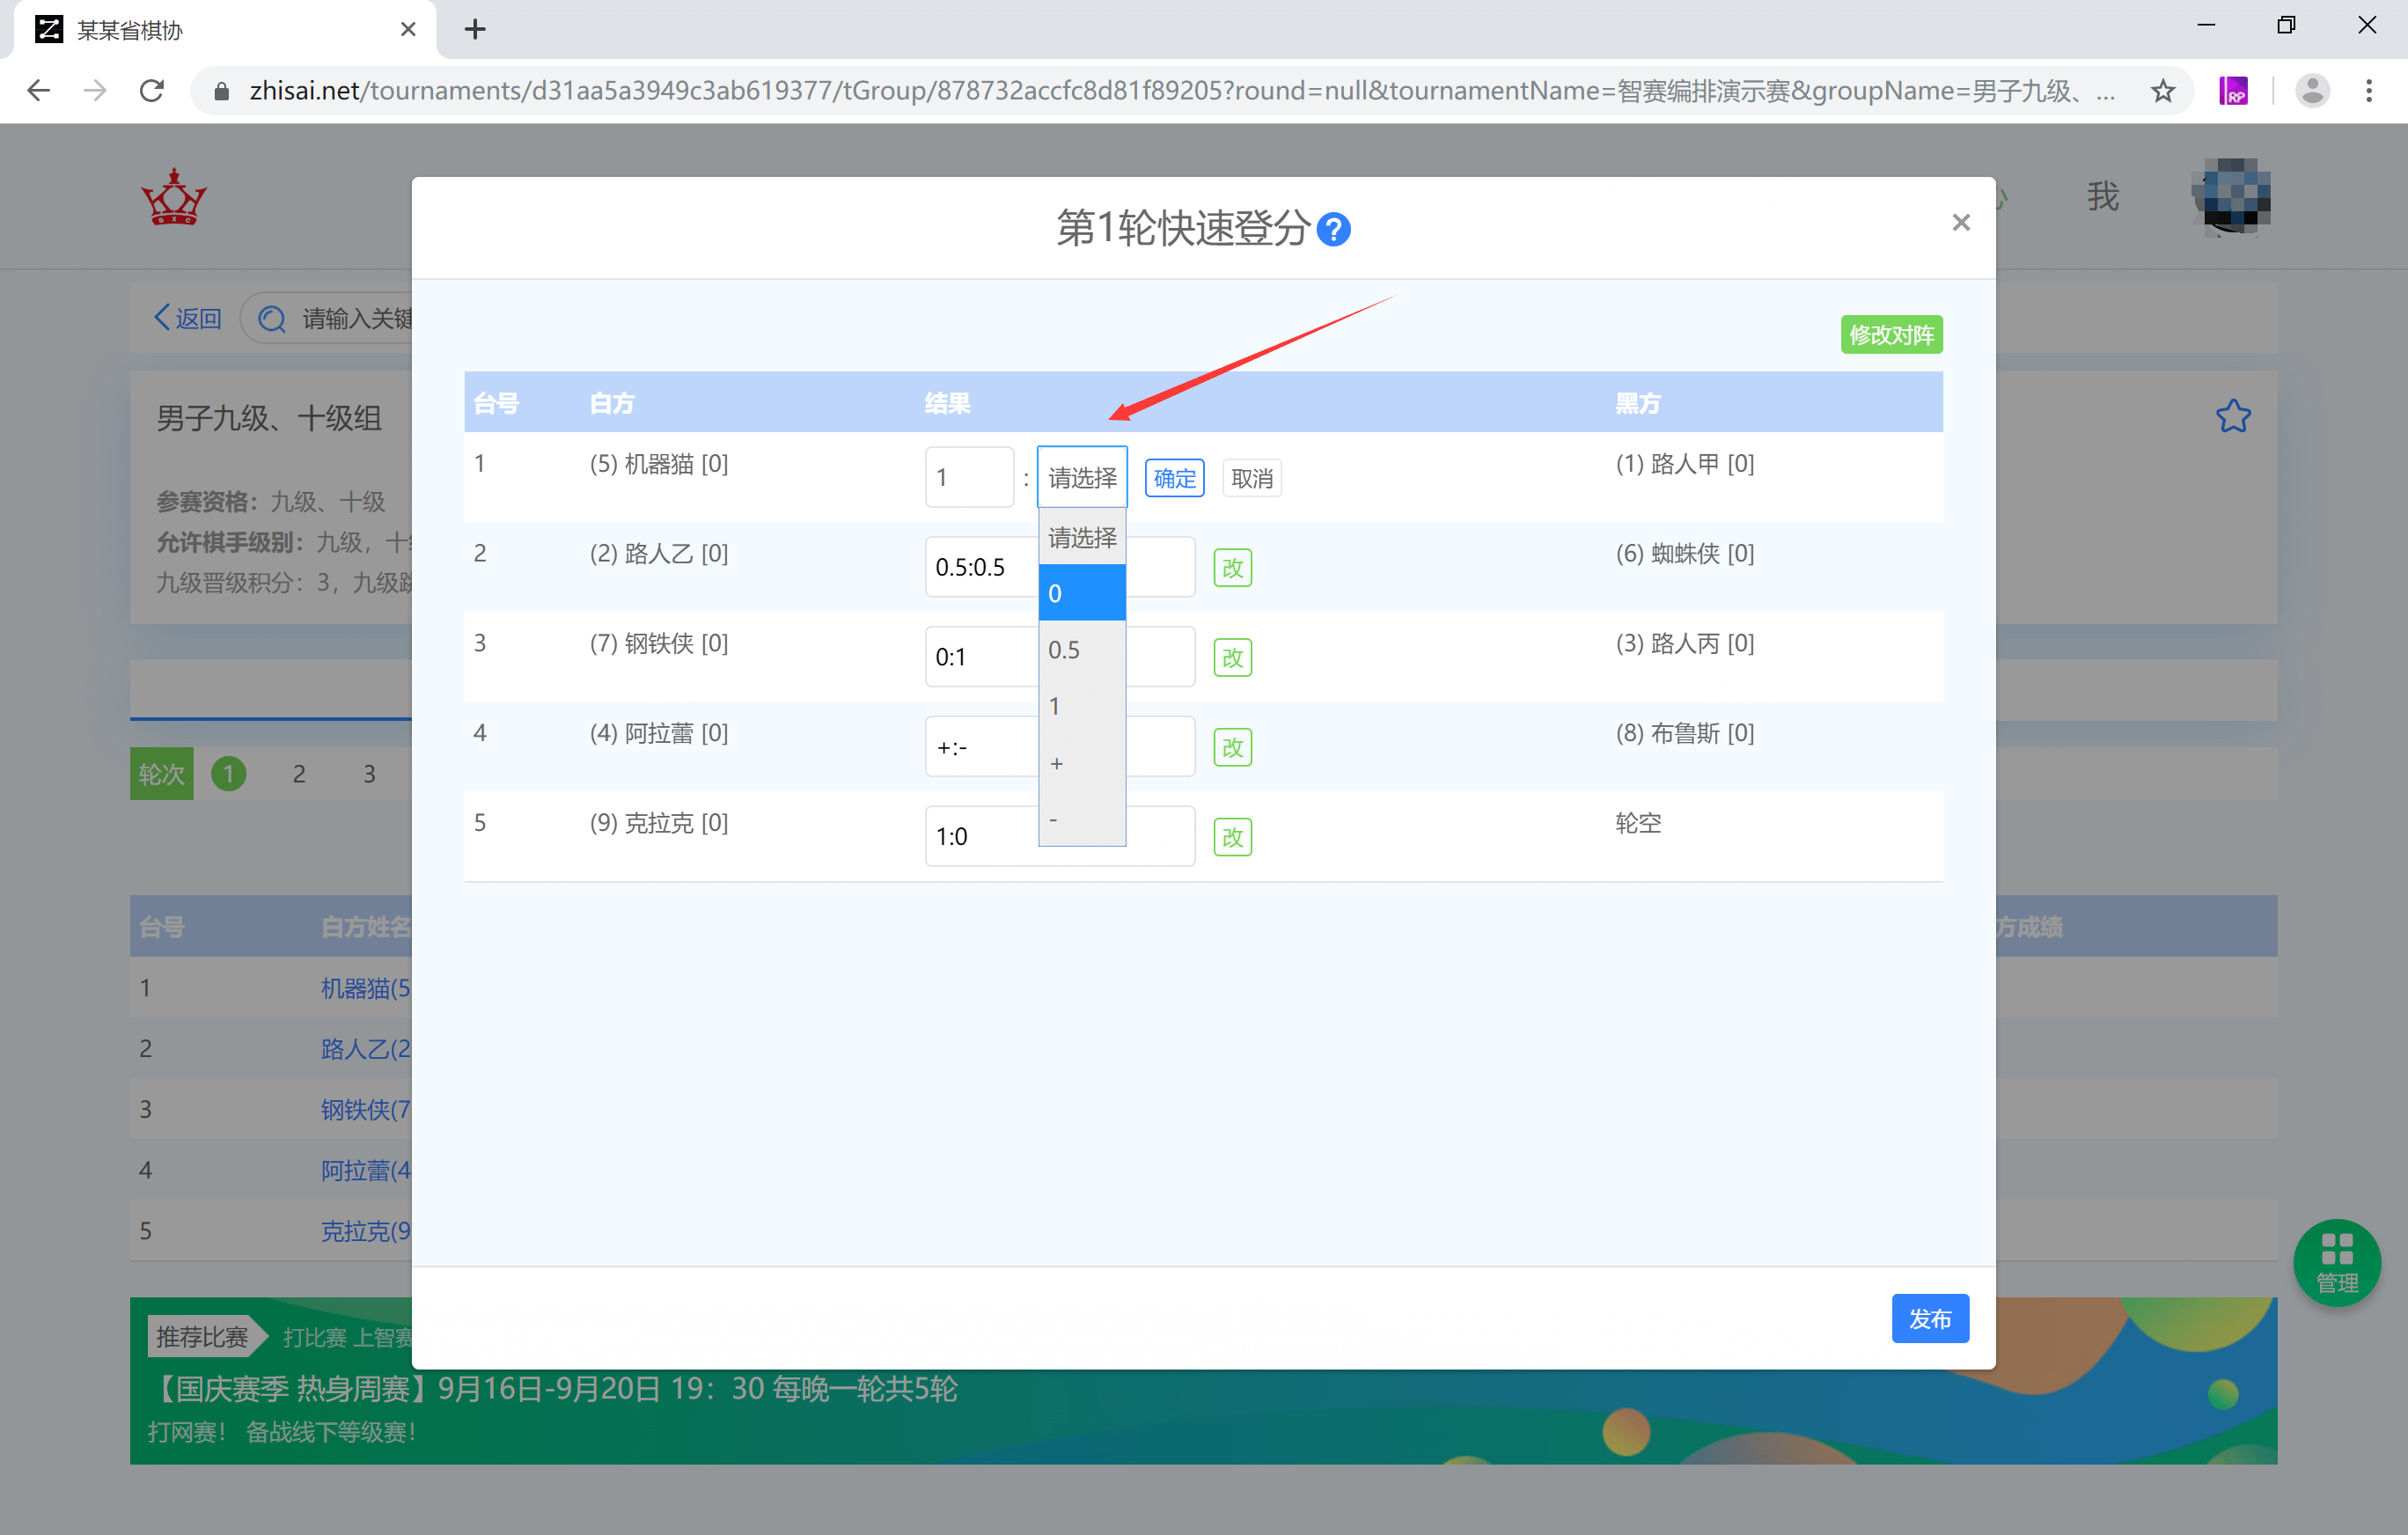 某某省棋协
zhisai.net/tournaments/d31aa5a3949c3ab619377/tGroup/878732accfc8d81f89205?round=null&tournamentName=智赛编排演示赛&groupName=男子九级、...
RP
我
第1轮快速登分?
返回 请输入关键
修改对阵
男子九级、十级组
参赛资格：九级、十级
允许棋手级别：九级，十
九级晋级积分：3，九级
台号 白方 结果 黑方
1 (5) 机器猫 [0] 1 : 请选择 确定 取消 (1) 路人甲 [0]
请选择
2 (2) 路人乙 [0] 0.5:0.5 改 (6) 蜘蛛侠 [0]
0
3 (7) 钢铁侠 [0] 0:1 改 (3) 路人丙 [0]
0.5
1
4 (4) 阿拉蕾 [0] +:- 改 (8) 布鲁斯 [0]
+
-
5 (9) 克拉克 [0] 1:0 改 轮空
轮次 1 2 3
台号 白方姓名 方成绩
1 机器猫(5
2 路人乙(2
3 钢铁侠(7
4 阿拉蕾(4
5 克拉克(9
管理
发布
推荐比赛 打比赛 上智赛
【国庆赛季 热身周赛】9月16日-9月20日 19：30 每晚一轮共5轮
打网赛！ 备战线下等级赛！